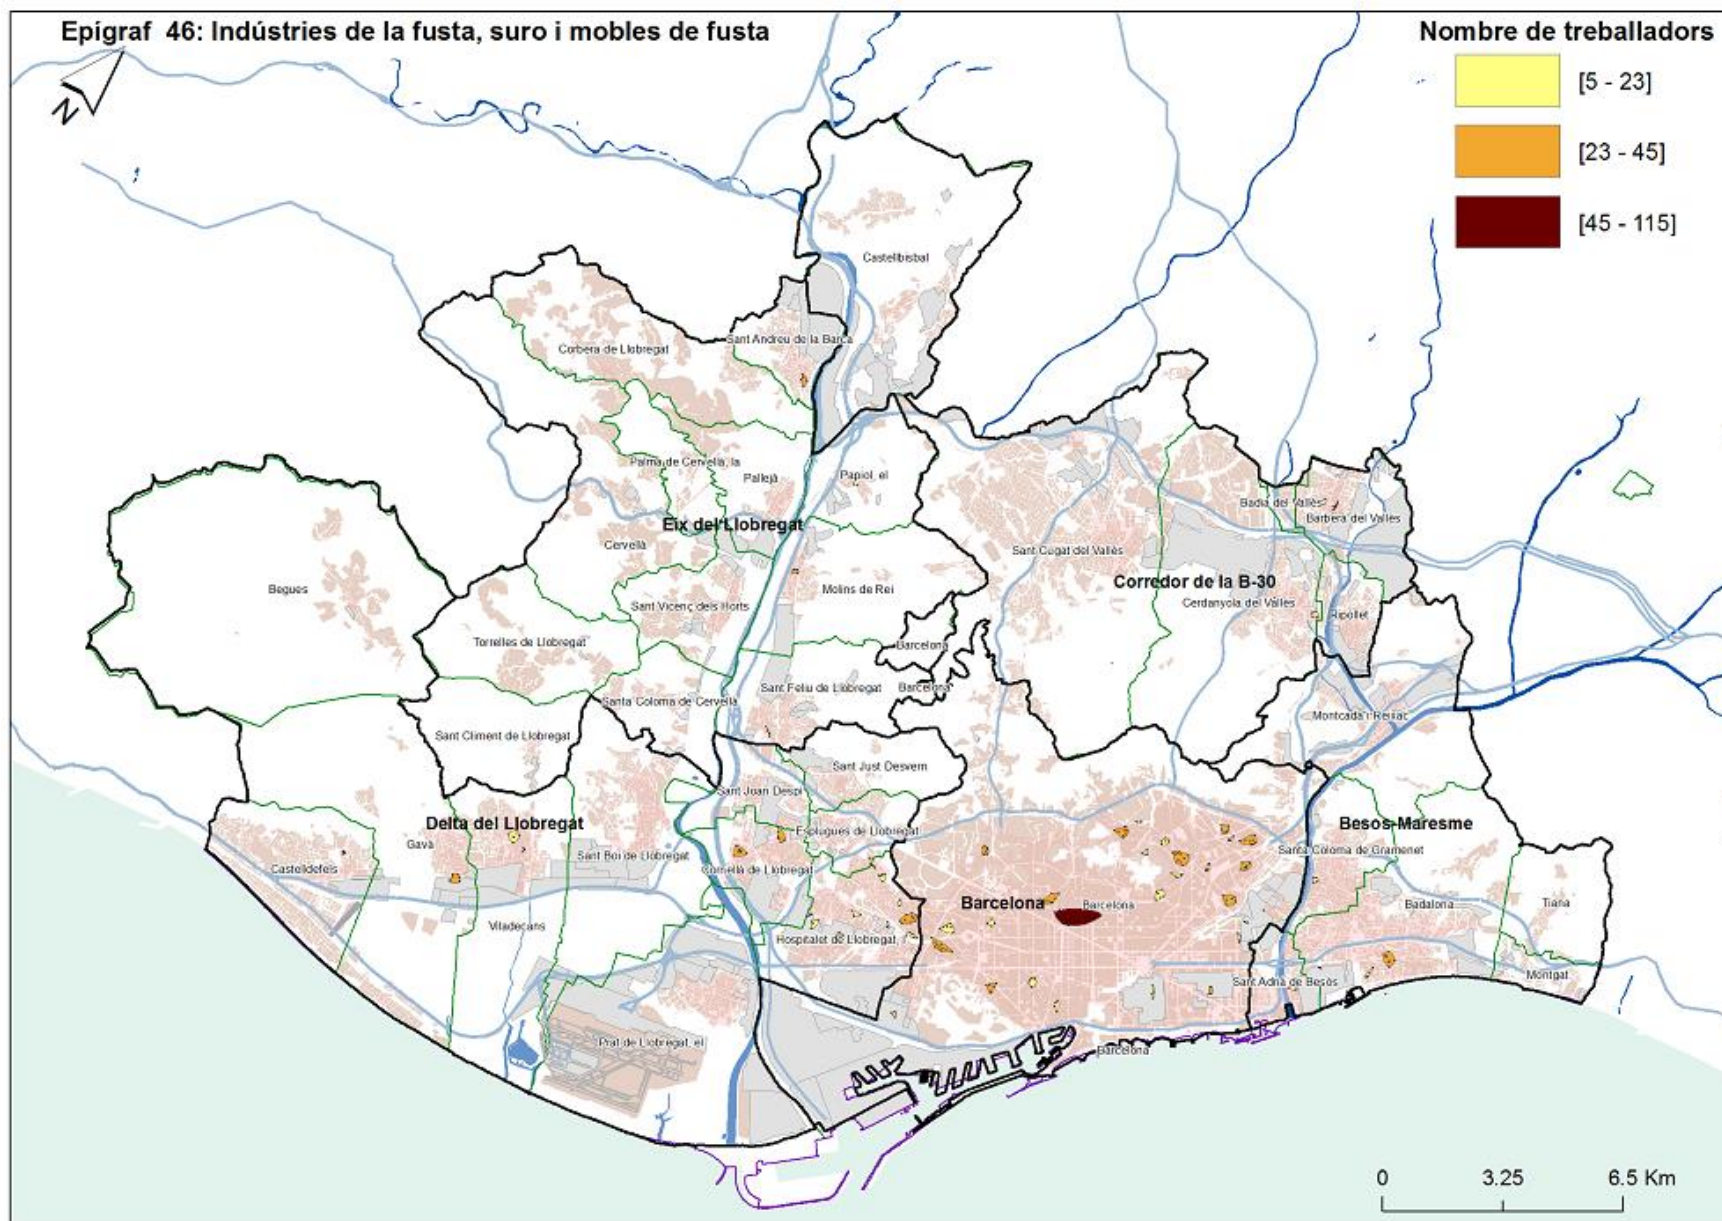 Epígraf 46: Indústries de la fusta, suro i mobles de fusta
Nombre de treballadors
[5 - 23]
[23 - 45]
[45 - 115]
N
Castellbisbal
Sant Andreu de la Barca
Corbera de Llobregat
Palma de Cervelló, la
Pallejà
Papiol, el
Badia del Vallès
Barberà del Vallès
Eix del Llobregat
Cervelló
Sant Cugat del Vallès
Corredor de la B-30
Begues
Molins de Rei
Cerdanyola del Vallès
Sant Vicenç dels Horts
Ripollet
Torrelles de Llobregat
Barcelona
Sant Feliu de Llobregat
Barcelona
Santa Coloma de Cervelló
Montcada i Reixac
Sant Climent de Llobregat
Sant Just Desvern
Sant Joan Despí
Delta del Llobregat
Besòs-Maresme
Esplugues de Llobregat
Gavà
Sant Boi de Llobregat
Santa Coloma de Gramenet
Castelldefels
Cornellà de Llobregat
Barcelona
Barcelona
Badalona
Tiana
Viladecans
Hospitalet de Llobregat, l'
Montgat
Sant Adrià de Besòs
Prat de Llobregat, el
Barcelona
0 3.25 6.5 Km